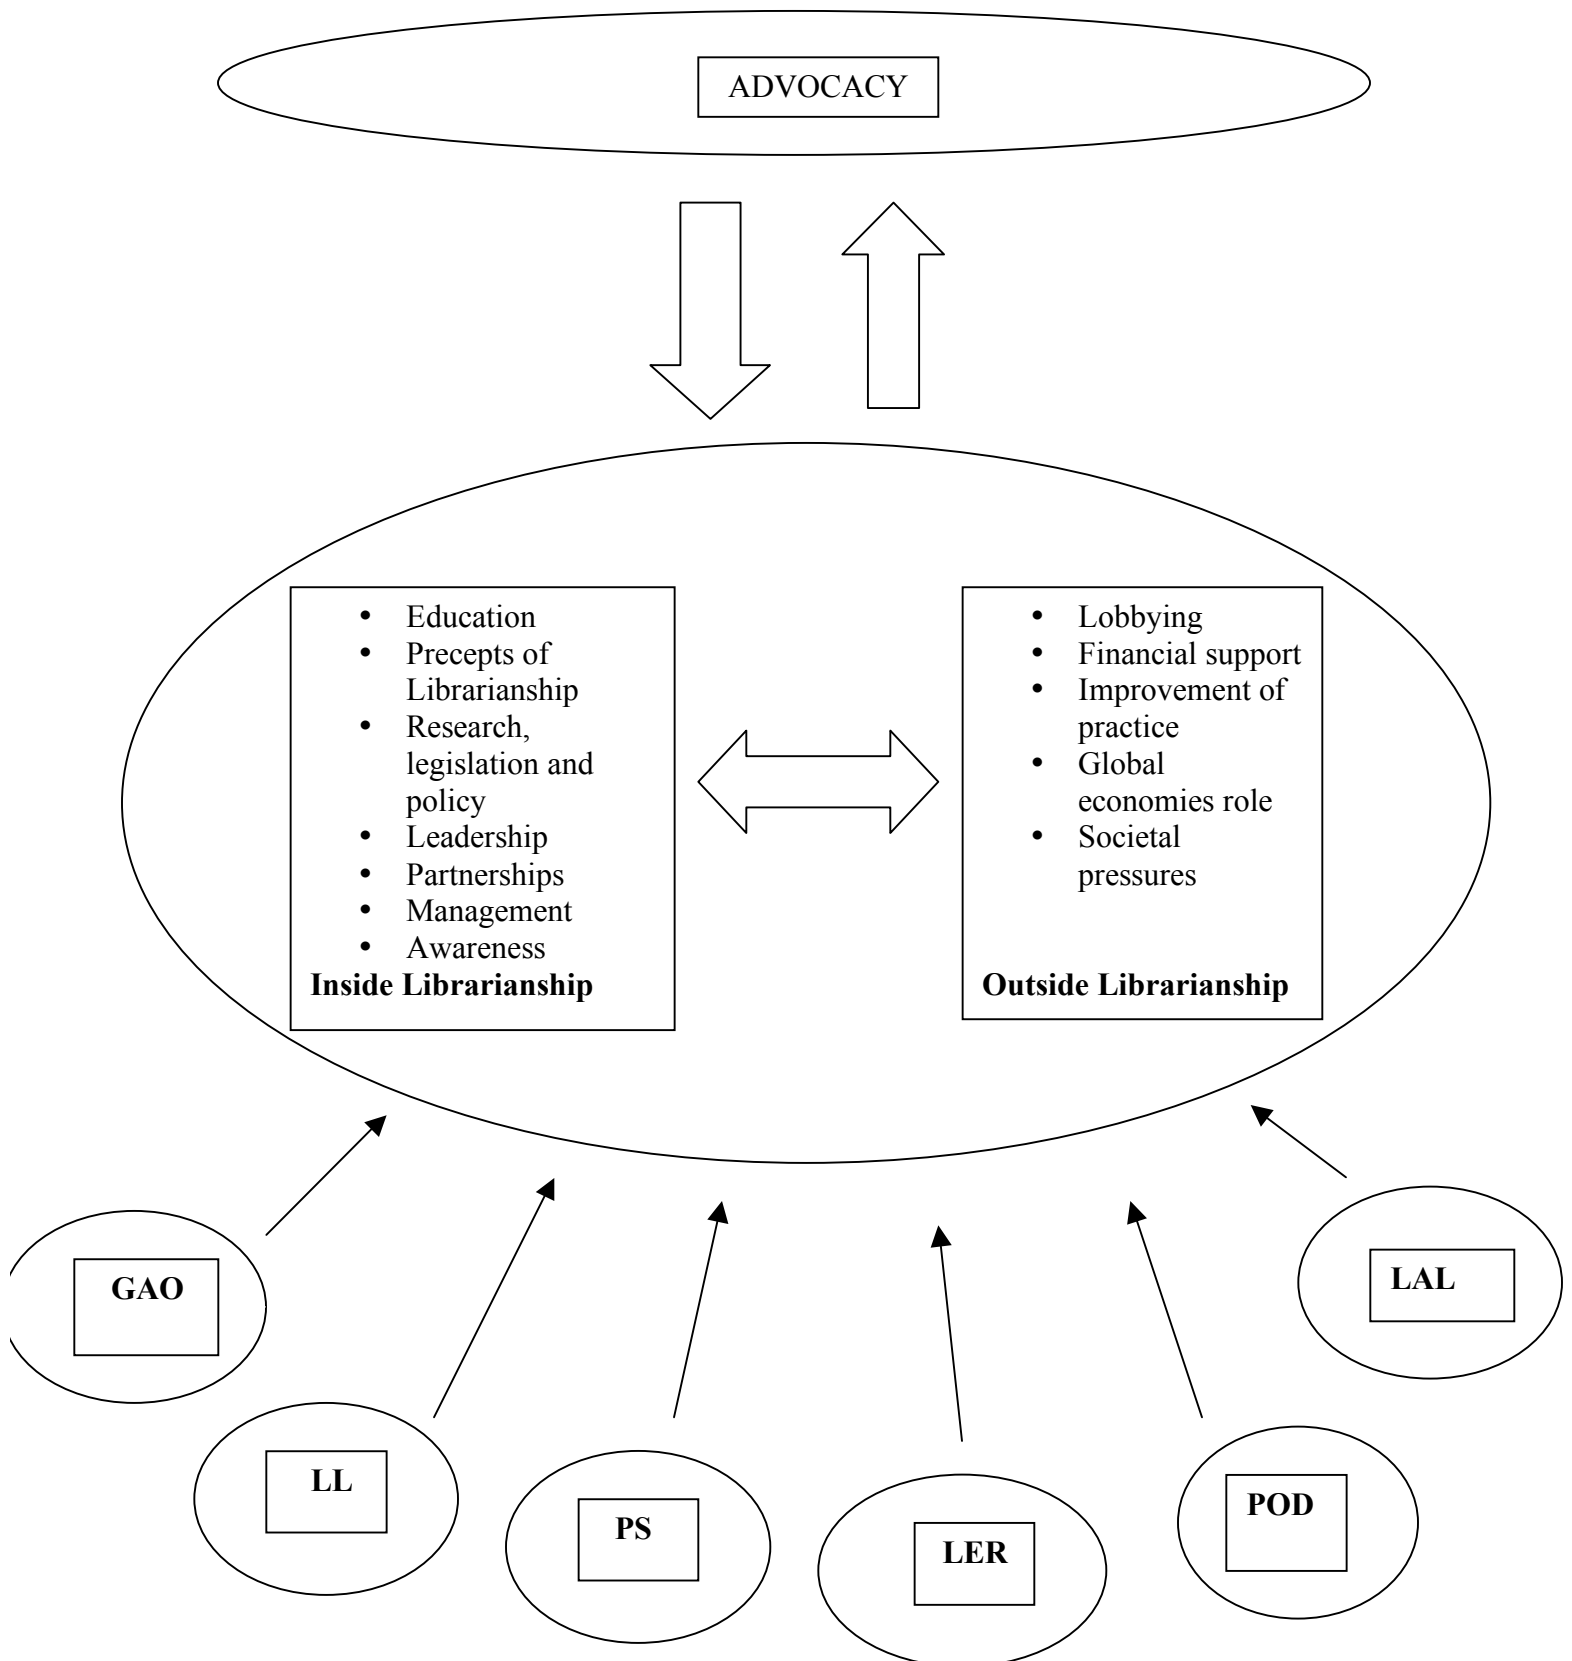 ADVOCACY
• Education
• Precepts of
Librarianship
• Research,
legislation and
policy
• Leadership
• Partnerships
• Management
• Awareness
Inside Librarianship
• Lobbying
• Financial support
• Improvement of
practice
• Global
economies role
• Societal
pressures
Outside Librarianship
GAO
LL
PS
LER
POD
LAL